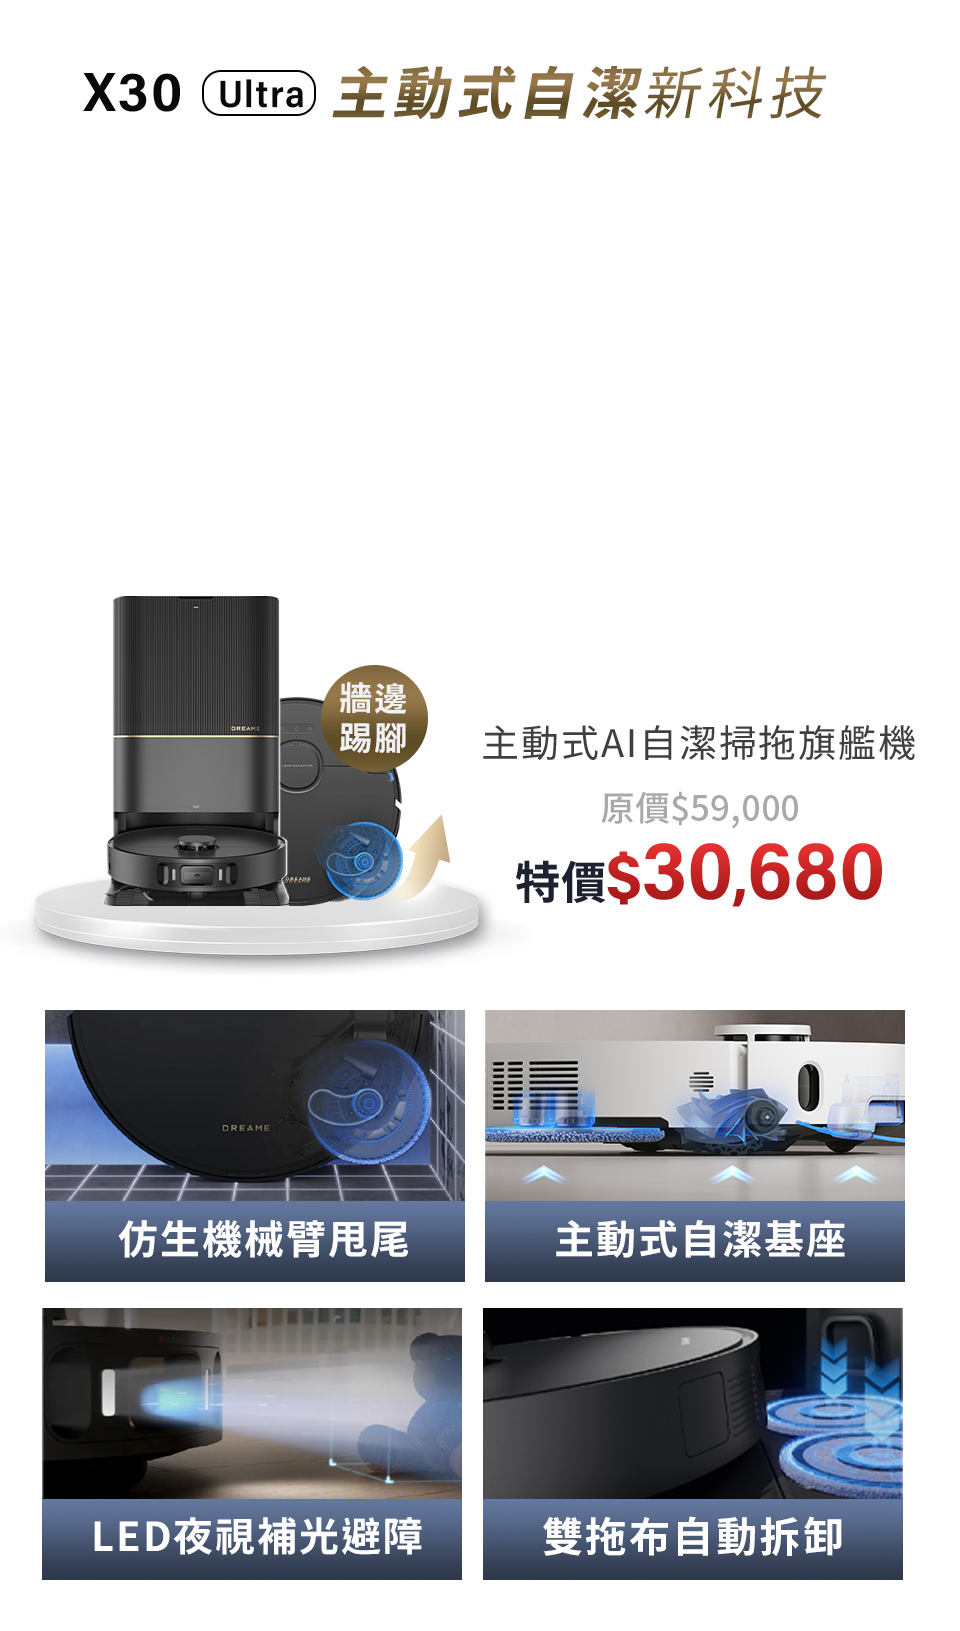 X30 Ultra 主動式自潔新科技
DREAME
牆邊
踢腳
DREAME
主動式AI自潔掃拖旗艦機
原價$59,000
特價$30,680
DREAME
仿生機械臂甩尾
主動式自潔基座
LED夜視補光避障
雙拖布自動拆卸